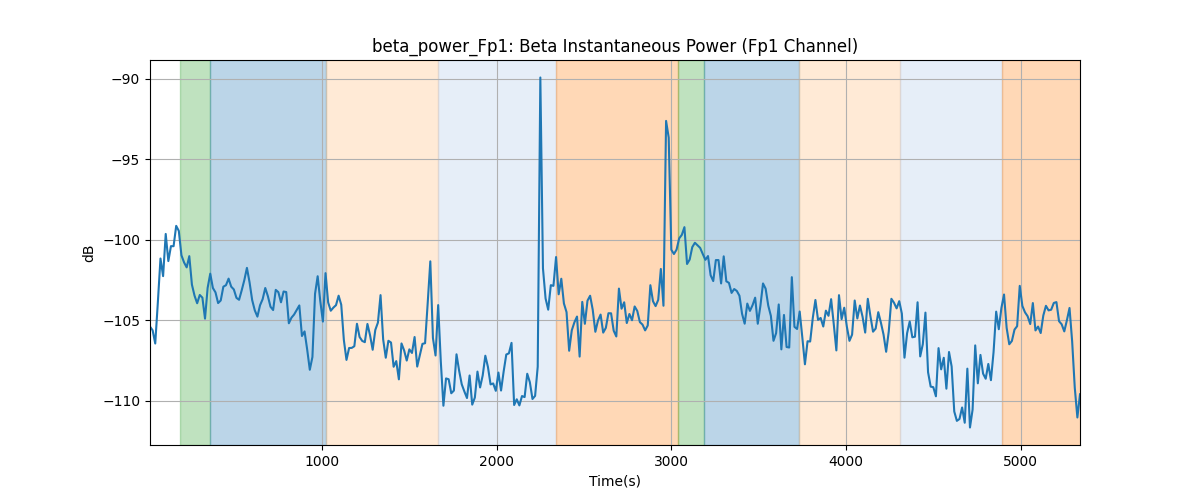 beta_power_Fp1: Beta Instantaneous Power (Fp1 Channel)
−90
−95
−100
−105
−110
dB
1000 2000 3000 4000 5000
Time(s)